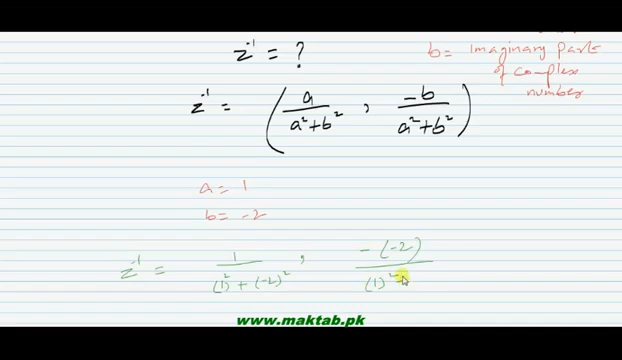 z⁻¹ = ?
b = Imaginary Part
of complex
number
z⁻¹ = ( a / a² + b² , -b / a² + b² )
a = 1
b = -2
z⁻¹ = 1 / (1)² + (-2)² , -(-2) / (1)²
www.maktab.pk